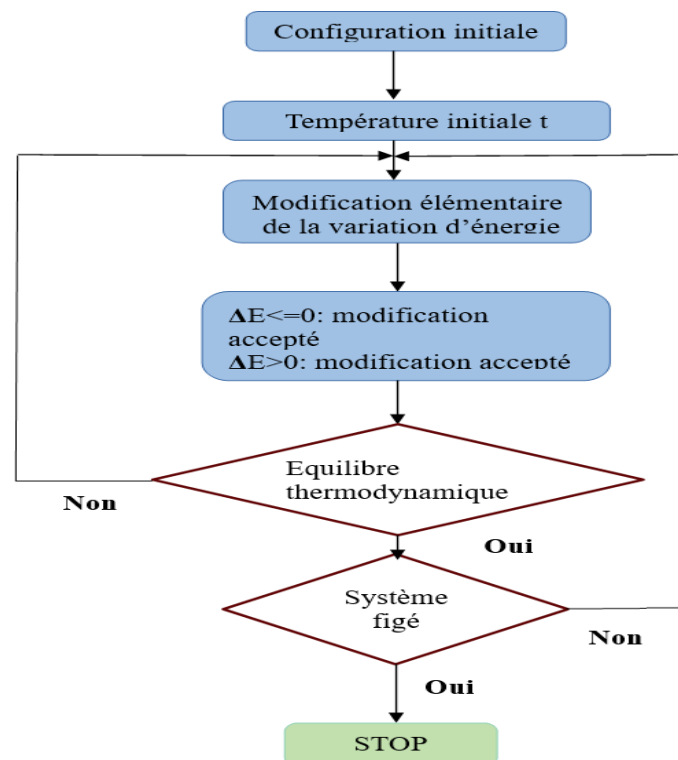 Configuration initiale
Température initiale t
Modification élémentaire
de la variation d’énergie
ΔE<=0: modification
accepté
ΔE>0: modification accepté
Equilibre
thermodynamique
Non
Oui
Système
figé
Non
Oui
STOP